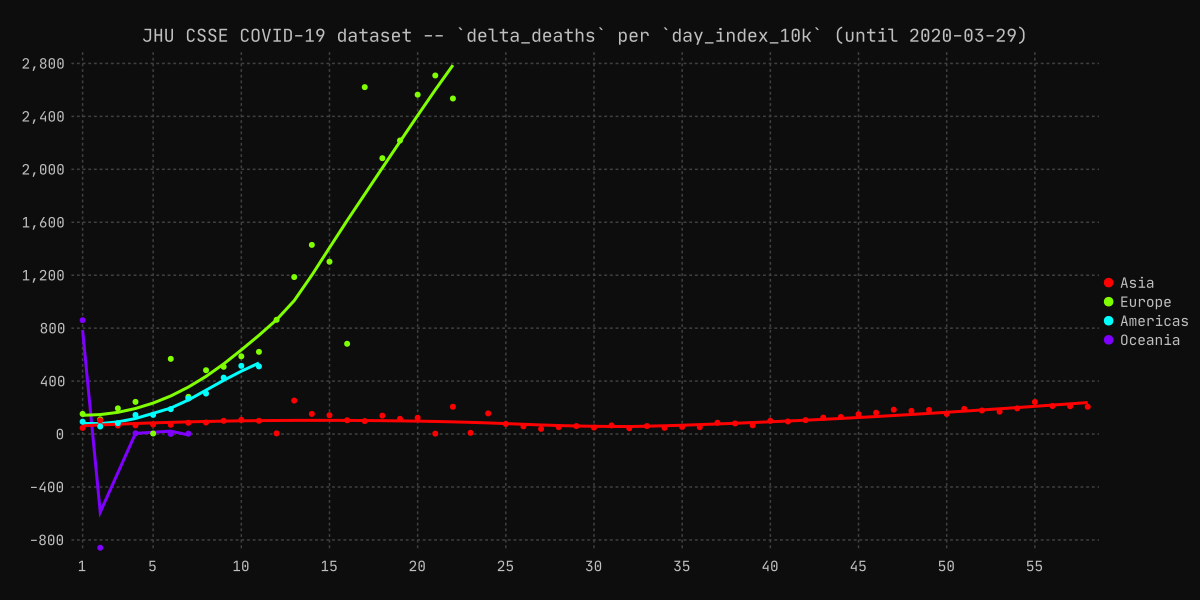 JHU CSSE COVID-19 dataset -- `delta_deaths` per `day_index_10k` (until 2020-03-29)
2,800
2,400
2,000
1,600
1,200
800
400
0
-400
-800
1 5 10 15 20 25 30 35 40 45 50 55
Asia
Europe
Americas
Oceania